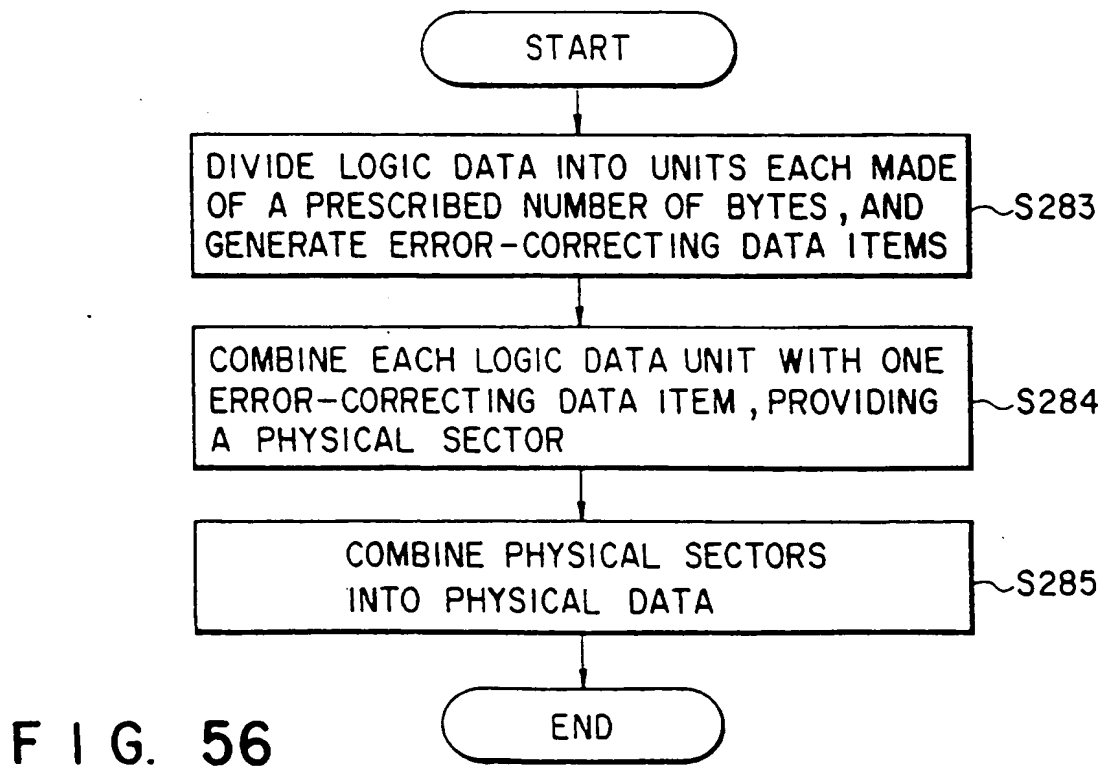 START
DIVIDE LOGIC DATA INTO UNITS EACH MADE
OF A PRESCRIBED NUMBER OF BYTES, AND
GENERATE ERROR-CORRECTING DATA ITEMS
S283
COMBINE EACH LOGIC DATA UNIT WITH ONE
ERROR-CORRECTING DATA ITEM, PROVIDING
A PHYSICAL SECTOR
S284
COMBINE PHYSICAL SECTORS
INTO PHYSICAL DATA
S285
END
FIG. 56